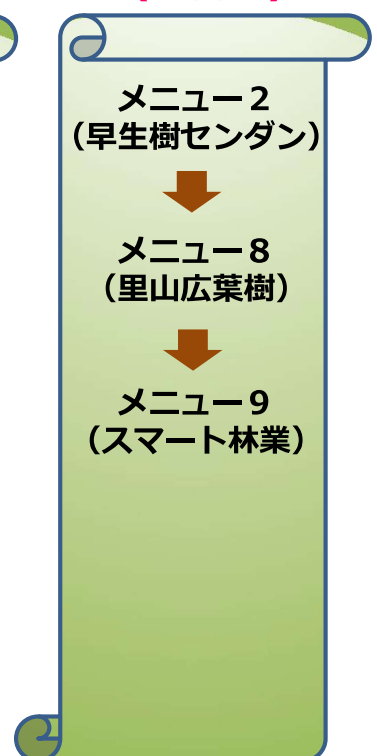 メニュー２
（早生樹センダン）
メニュー８
（里山広葉樹）
メニュー９
（スマート林業）